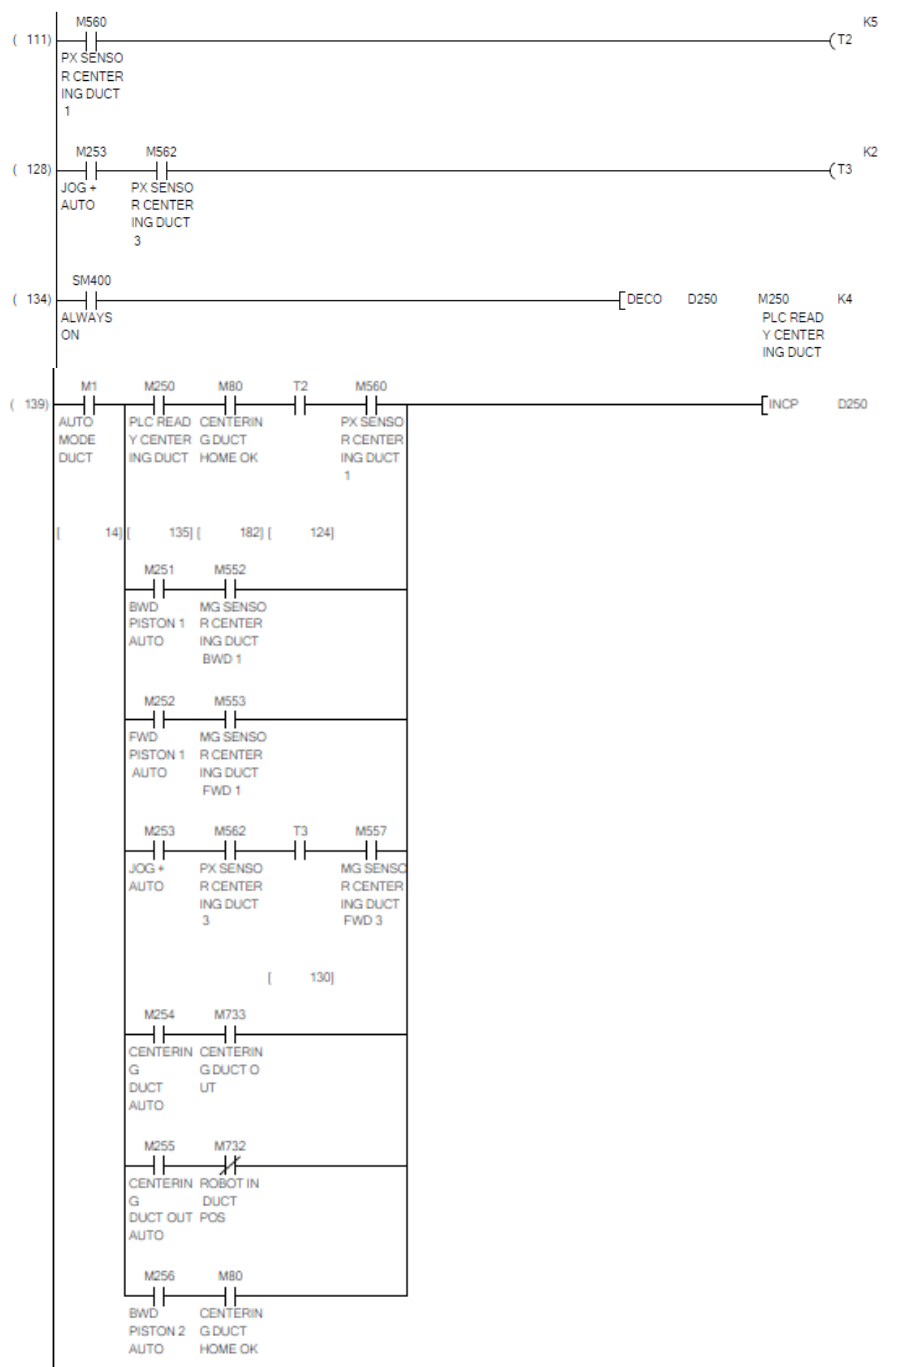 M560 K5
( 111) (T2
PX SENSO
R CENTER
ING DUCT
1
M253 M562 K2
( 128) (T3
JOG + PX SENSO
AUTO R CENTER
ING DUCT
3
SM400
( 134) [DECO D250 M250 K4
ALWAYS PLC READ
ON Y CENTER
ING DUCT
M1 M250 M80 T2 M560
( 139) [INCP D250
AUTO PLC READ CENTERIN PX SENSO
MODE Y CENTER G DUCT R CENTER
DUCT ING DUCT HOME OK ING DUCT
1
[ 14] [ 135] [ 182] [ 124]
M251 M552
BWD MG SENSO
PISTON 1 R CENTER
AUTO ING DUCT
BWD 1
M252 M553
FWD MG SENSO
PISTON 1 R CENTER
AUTO ING DUCT
FWD 1
M253 M562 T3 M557
JOG + PX SENSO MG SENSO
AUTO R CENTER R CENTER
ING DUCT ING DUCT
3 FWD 3
[ 130]
M254 M733
CENTERIN CENTERIN
G G DUCT O
DUCT UT
AUTO
M255 M732
CENTERIN ROBOT IN
G DUCT
DUCT OUT POS
AUTO
M256 M80
BWD CENTERIN
PISTON 2 G DUCT
AUTO HOME OK